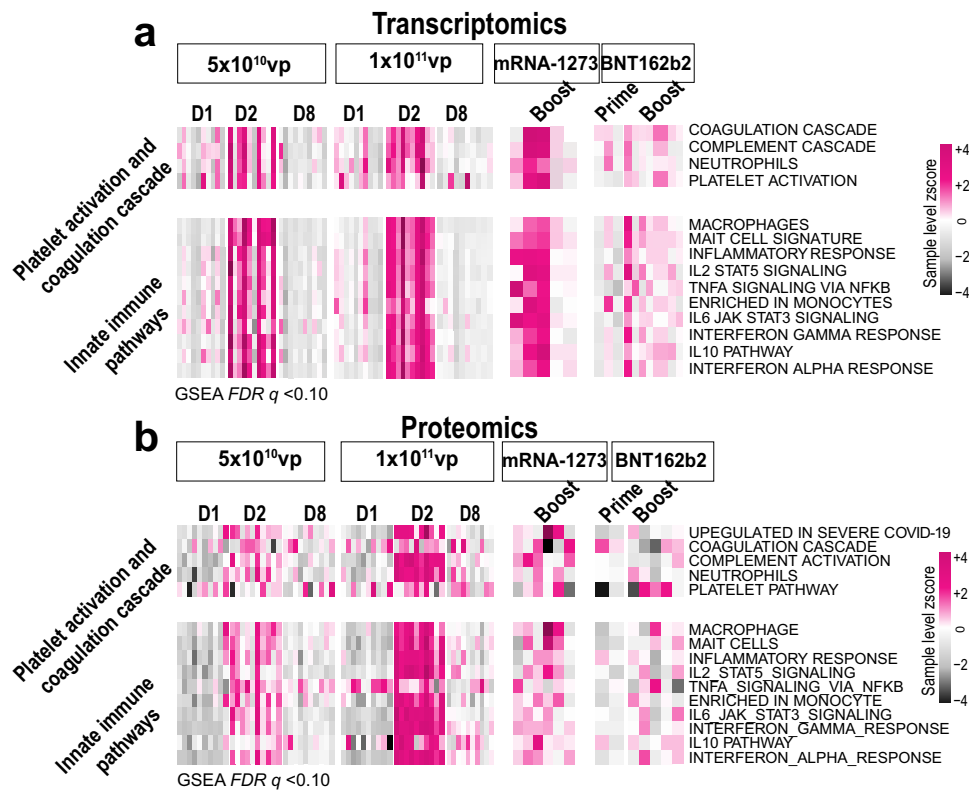 a
Transcriptomics
5x10¹⁰vp
1x10¹¹vp
mRNA-1273
BNT162b2
D1
D2
D8
D1
D2
D8
Boost
Prime
Boost
Platelet activation and
coagulation cascade
COAGULATION CASCADE
COMPLEMENT CASCADE
NEUTROPHILS
PLATELET ACTIVATION
Innate immune
pathways
MACROPHAGES
MAIT CELL SIGNATURE
INFLAMMATORY RESPONSE
IL2 STAT5 SIGNALING
TNFA SIGNALING VIA NFKB
ENRICHED IN MONOCYTES
IL6 JAK STAT3 SIGNALING
INTERFERON GAMMA RESPONSE
IL10 PATHWAY
INTERFERON ALPHA RESPONSE
+4
+2
0
−2
−4
Sample level zscore
GSEA FDR q <0.10
b
Proteomics
5x10¹⁰vp
1x10¹¹vp
mRNA-1273
BNT162b2
D1
D2
D8
D1
D2
D8
Boost
Prime
Boost
Platelet activation and
coagulation cascade
UPEGULATED IN SEVERE COVID-19
COAGULATION CASCADE
COMPLEMENT ACTIVATION
NEUTROPHILS
PLATELET PATHWAY
Innate immune
pathways
MACROPHAGE
MAIT CELLS
INFLAMMATORY RESPONSE
IL2_STAT5_SIGNALING
TNFA_SIGNALING_VIA_NFKB
ENRICHED IN MONOCYTE
IL6_JAK_STAT3_SIGNALING
INTERFERON_GAMMA_RESPONSE
IL10 PATHWAY
INTERFERON_ALPHA_RESPONSE
+4
+2
0
−2
−4
Sample level zscore
GSEA FDR q <0.10